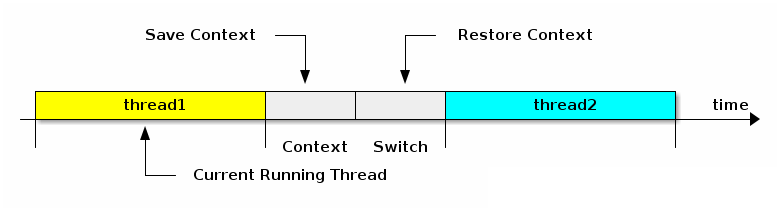 Save Context
Restore Context
thread1
thread2
time
Context Switch
Current Running Thread